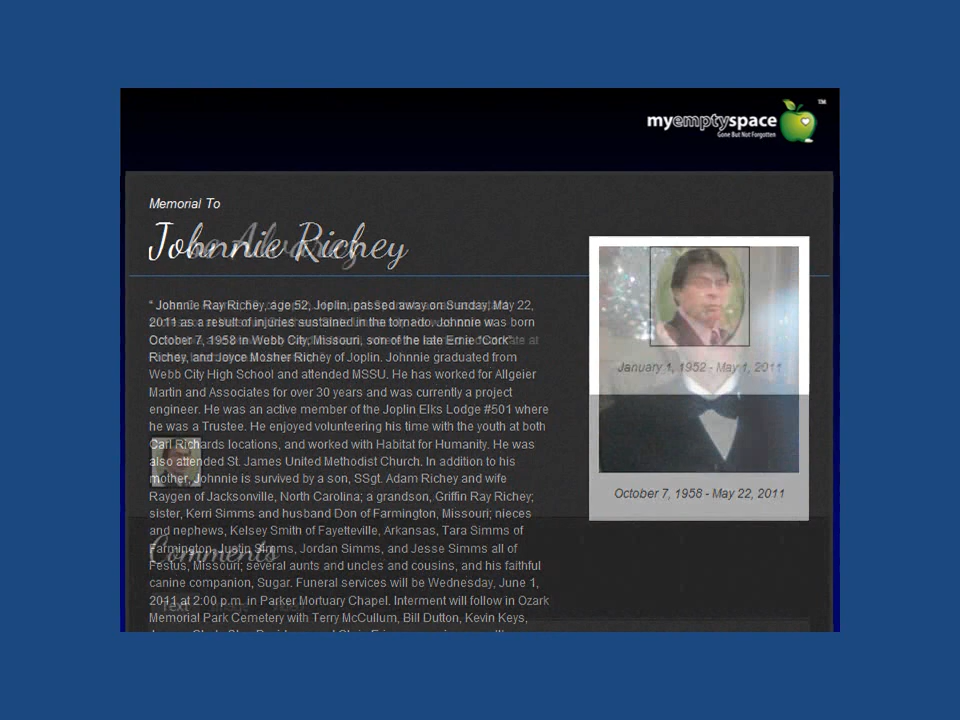 myemptyspace
TM
Gone But Not Forgotten
Memorial To
Johnnie Richey
" Johnnie Ray Richey, age 52, Joplin, passed away on Sunday, May 22,
2011 as a result of injuries sustained in the tornado. Johnnie was born
October 7, 1958 in Webb City, Missouri, son of the late Ernie "Cork"
Richey, and Joyce Mosher Richey of Joplin. Johnnie graduated from
Webb City High School and attended MSSU. He has worked for Allgeier
Martin and Associates for over 30 years and was currently a project
engineer. He was an active member of the Joplin Elks Lodge #501 where
he was a Trustee. He enjoyed volunteering his time with the youth at both
Carl Richards locations, and worked with Habitat for Humanity. He was
also attended St. James United Methodist Church. In addition to his
mother, Johnnie is survived by a son, SSgt. Adam Richey and wife
Raygen of Jacksonville, North Carolina; a grandson, Griffin Ray Richey;
sister, Kerri Simms and husband Don of Farmington, Missouri; nieces
and nephews, Kelsey Smith of Fayetteville, Arkansas, Tara Simms of
Farmington, Justin Simms, Jordan Simms, and Jesse Simms all of
Festus, Missouri; several aunts and uncles and cousins, and his faithful
canine companion, Sugar. Funeral services will be Wednesday, June 1,
2011 at 2:00 p.m. in Parker Mortuary Chapel. Interment will follow in Ozark
Memorial Park Cemetery with Terry McCullum, Bill Dutton, Kevin Keys,
January 1, 1952 - May 1, 2011
October 7, 1958 - May 22, 2011
Comments
Text